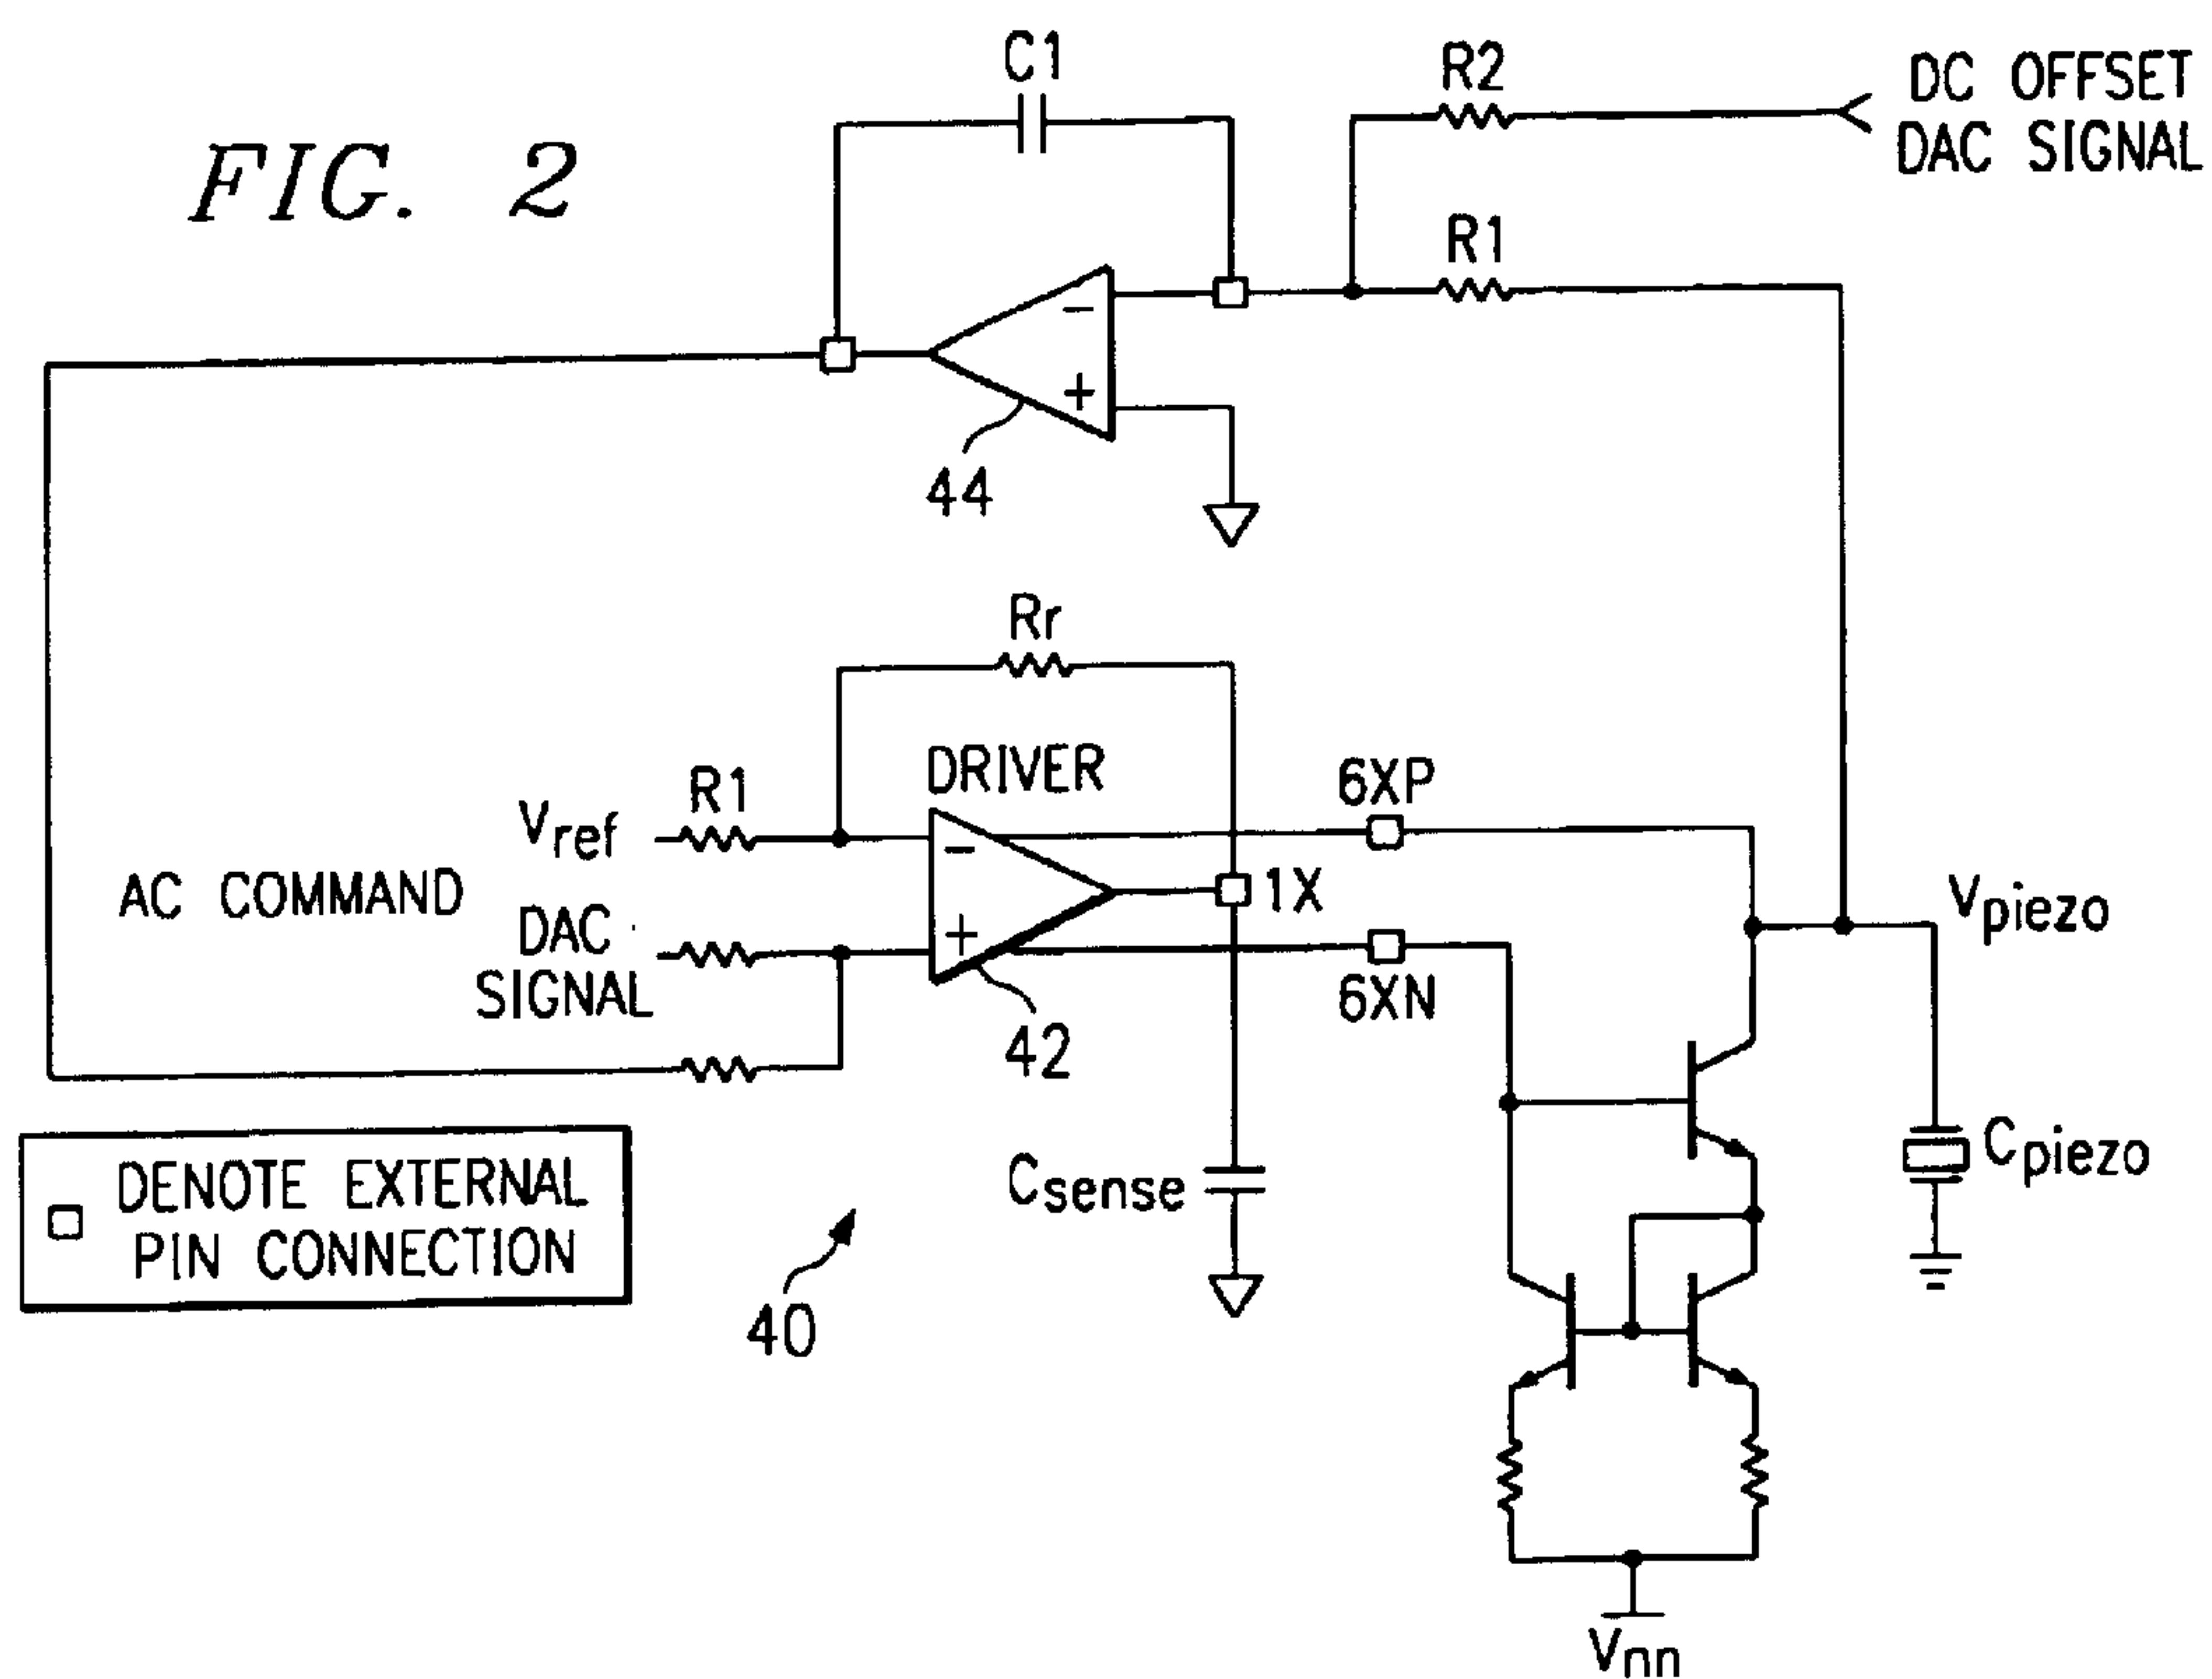 FIG. 2
C1
R2
DC OFFSET
DAC SIGNAL
R1
-
+
44
Rr
DRIVER
6XP
R1
Vref
-
AC COMMAND
DAC
SIGNAL
+
1X
Vpiezo
6XN
42
Cpiezo
Csense
DENOTE EXTERNAL
PIN CONNECTION
40
Vnn